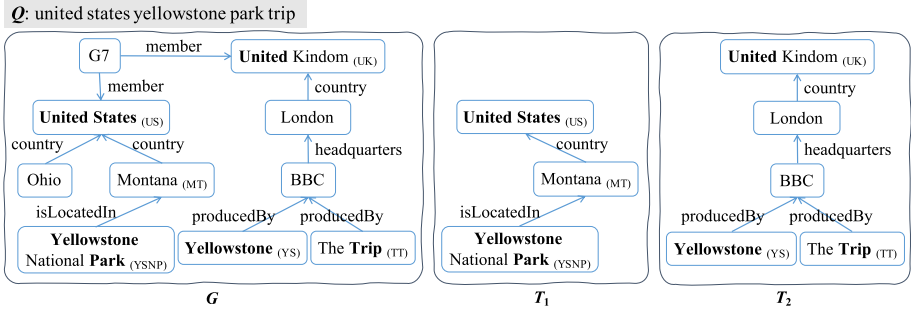 Q: united states yellowstone park trip
G7
member
United Kindom (UK)
member
country
United States (US)
London
country
country
headquarters
Ohio
Montana (MT)
BBC
isLocatedIn
producedBy
producedBy
Yellowstone
National Park (YSNP)
Yellowstone (YS)
The Trip (TT)
G
United States (US)
country
Montana (MT)
isLocatedIn
Yellowstone
National Park (YSNP)
T1
United Kindom (UK)
country
London
headquarters
BBC
producedBy
producedBy
Yellowstone (YS)
The Trip (TT)
T2